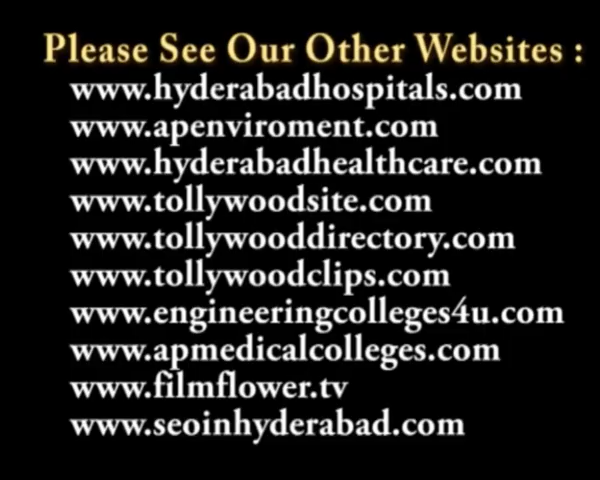 Please See Our Other Websites :
www.hyderabadhospitals.com
www.apenviroment.com
www.hyderabadhealthcare.com
www.tollywoodsite.com
www.tollywooddirectory.com
www.tollywoodclips.com
www.engineeringcolleges4u.com
www.apmedicalcolleges.com
www.filmflower.tv
www.seoinhyderabad.com